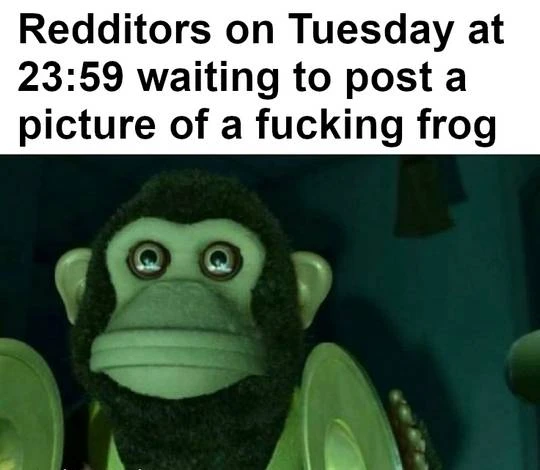 Redditors on Tuesday at
23:59 waiting to post a
picture of a fucking frog